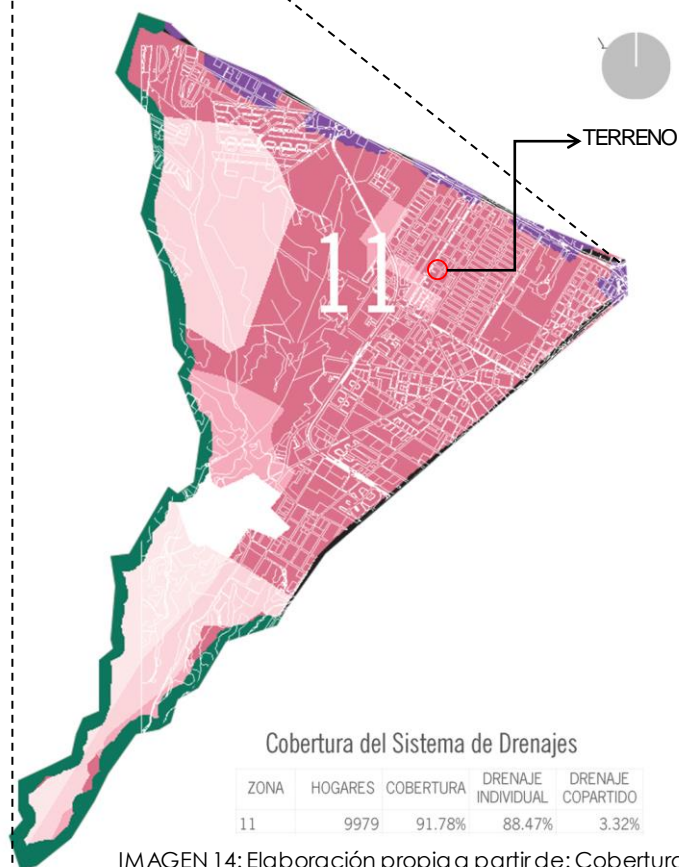 TERRENO
11
Cobertura del Sistema de Drenajes
ZONA HOGARES COBERTURA DRENAJE INDIVIDUAL DRENAJE COPARTIDO
11 9979 91.78% 88.47% 3.32%
IMAGEN 14: Elaboración propia a partir de: Cobertura